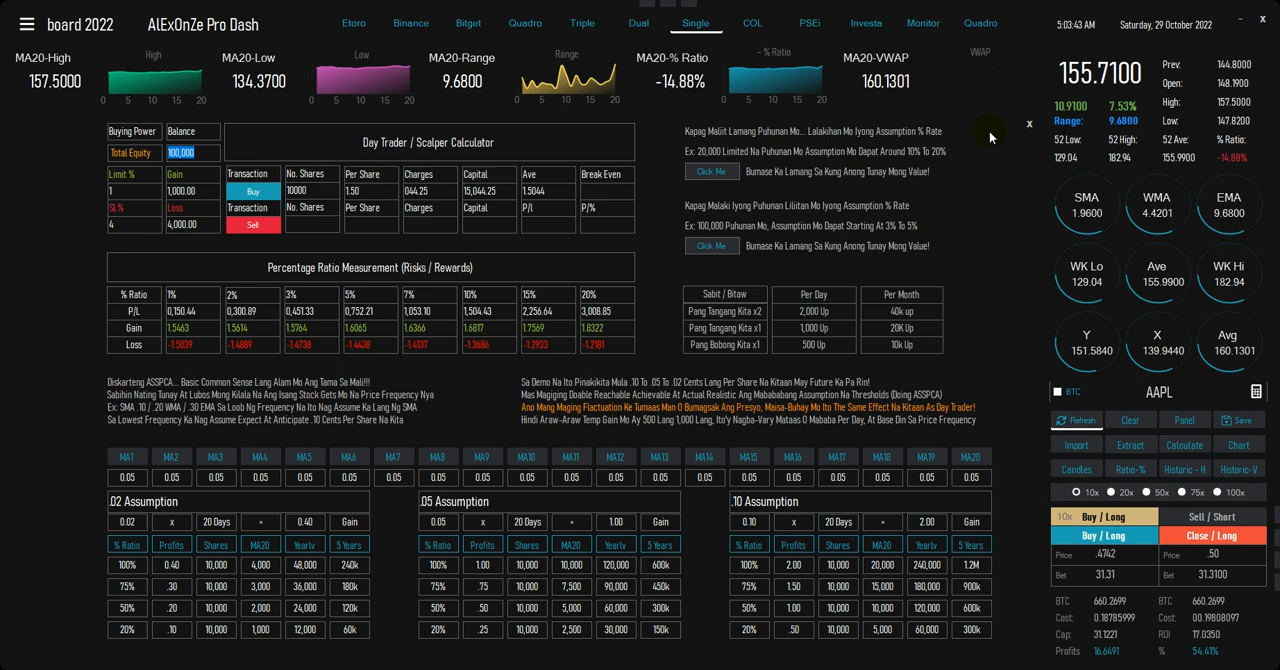 board 2022
AlExOnZe Pro Dash
Etoro Binance Bitget Quadro Triple Dual Single COL PSEi Investa Monitor Quadro
5:03:43 AM Saturday, 29 October 2022 – x
MA20-High
157.5000
High
0 5 10 15 20
MA20-Low
134.3700
Low
0 5 10 15 20
MA20-Range
9.6800
Range
0 5 10 15 20
MA20-% Ratio
-14.88%
- % Ratio
0 5 10 15 20
MA20-VWAP
160.1301
VWAP
155.7100
10.9100 7.53%
Range: 9.6800
Prev: 144.8000
Open: 148.1900
High: 157.5000
Low: 147.8200
52 Low: 52 High: 52 Ave: % Ratio:
129.04 182.94 155.9900 -14.88%
x
Buying Power Balance
Total Equity 100,000
Day Trader / Scalper Calculator
Limit % Gain Transaction No. Shares Per Share Charges Capital Ave Break Even
1 1,000.00 Buy 10000 1.50 044.25 15,044.25 1.5044
SL% Loss Transaction No. Shares Per Share Charges Capital P/L P/%
4 4,000.00 Sell
Kapag Maliit Lamang Puhunan Mo... Lalakihan Mo Iyong Assumption % Rate
Ex: 20,000 Limited Na Puhunan Mo Assumption Mo Dapat Around 10% To 20%
Click Me Bumase Ka Lamang Sa Kung Anong Tunay Mong Value!
Kapag Malaki Iyong Puhunan Liliitan Mo Iyong Assumption % Rate
Ex: 100,000 Puhunan Mo, Assumption Mo Dapat Starting At 3% To 5%
Click Me Bumase Ka Lamang Sa Kung Anong Tunay Mong Value!
Percentage Ratio Measurement (Risks / Rewards)
% Ratio 1% 2% 3% 5% 7% 10% 15% 20%
P/L 0,150.44 0,300.89 0,451.33 0,752.21 1,053.10 1,504.43 2,256.64 3,008.85
Gain 1.5463 1.5614 1.5764 1.6065 1.6366 1.6817 1.7569 1.8322
Loss -1.5039 -1.4889 -1.4738 -1.4438 -1.4137 -1.3686 -1.2933 -1.2181
Sabit / Bitaw Per Day Per Month
Pang Tangang Kita x2 2,000 Up 40k up
Pang Tangang Kita x1 1,000 Up 20K Up
Pang Bobong Kita x1 500 Up 10k Up
Diskarteng ASSPCA... Basic Common Sense Lang Alam Mo Ang Tama Sa Mali!!!
Sabihin Nating Tunay At Lubos Mong Kilala Na Ang Isang Stock Gets Mo Na Price Frequency Nya
Ex: SMA .10 / .20 WMA / .30 EMA Sa Loob Ng Frequency Na Ito Nag Assume Ka Lang Ng SMA
Sa Lowest Frequency Ka Nag Assume Expect At Anticipate .10 Cents Per Share Na Kita
Sa Demo Na Ito Pinakikita Mula .10 To .05 To .02 Cents Lang Per Share Na Kitaan May Future Ka Pa Rin!
Mas Magiging Doable Reachable Achievable At Actual Realistic Ang Mabababang Assumption Na Thresholds (Doing ASSPCA)
Ano Mang Maging Flactuation Ke Tumaas Man O Bumagsak Ang Presyo, Maisa-Buhay Mo Ito The Same Effect Na Kitaan As Day Trader!
Hindi Araw-Araw Temp Gain Mo Ay 500 Lang 1,000 Lang, Ito'y Nagba-Vary Mataas O Mababa Per Day, At Base Din Sa Price Frequency
MA1 MA2 MA3 MA4 MA5 MA6 MA7 MA8 MA9 MA10 MA11 MA12 MA13 MA14 MA15 MA16 MA17 MA18 MA19 MA20
0.05 0.05 0.05 0.05 0.05 0.05 0.05 0.05 0.05 0.05 0.05 0.05 0.05 0.05 0.05 0.05 0.05 0.05 0.05 0.05
.02 Assumption
0.02 x 20 Days = 0.40 Gain
% Ratio Profits Shares MA20 Yearly 5 Years
100% 0.40 10,000 4,000 48,000 240k
75% .30 10,000 3,000 36,000 180k
50% .20 10,000 2,000 24,000 120k
20% .10 10,000 1,000 12,000 60k
.05 Assumption
0.05 x 20 Days = 1.00 Gain
% Ratio Profits Shares MA20 Yearly 5 Years
100% 1.00 10,000 10,000 120,000 600k
75% .75 10,000 7,500 90,000 450k
50% .50 10,000 5,000 60,000 300k
20% .25 10,000 2,500 30,000 150k
.10 Assumption
0.10 x 20 Days = 2.00 Gain
% Ratio Profits Shares MA20 Yearly 5 Years
100% 2.00 10,000 20,000 240,000 1.2M
75% 1.50 10,000 15,000 180,000 900k
50% 1.00 10,000 10,000 120,000 600k
20% .50 10,000 5,000 60,000 300k
SMA 1.9600
WMA 4.4201
EMA 9.6800
WK Lo 129.04
Ave 155.9900
WK Hi 182.94
Y 151.5840
X 139.9440
Avg 160.1301
BTC AAPL
Refresh Clear Panel Save
Import Extract Calculate Chart
Candles Ratio-% Historic - H Historic-V
10x 20x 50x 75x 100x
10x Buy / Long Sell / Short
Buy / Long Close / Long
Price .4742 Price .50
Bet 31.31 Bet 31.3100
BTC 660.2699 BTC 660.2699
Cost: 0.18785999 Cost: 0.19808097
Cap: 31.1221 ROI 17.0350
Profits 16.6491 % 54.41%